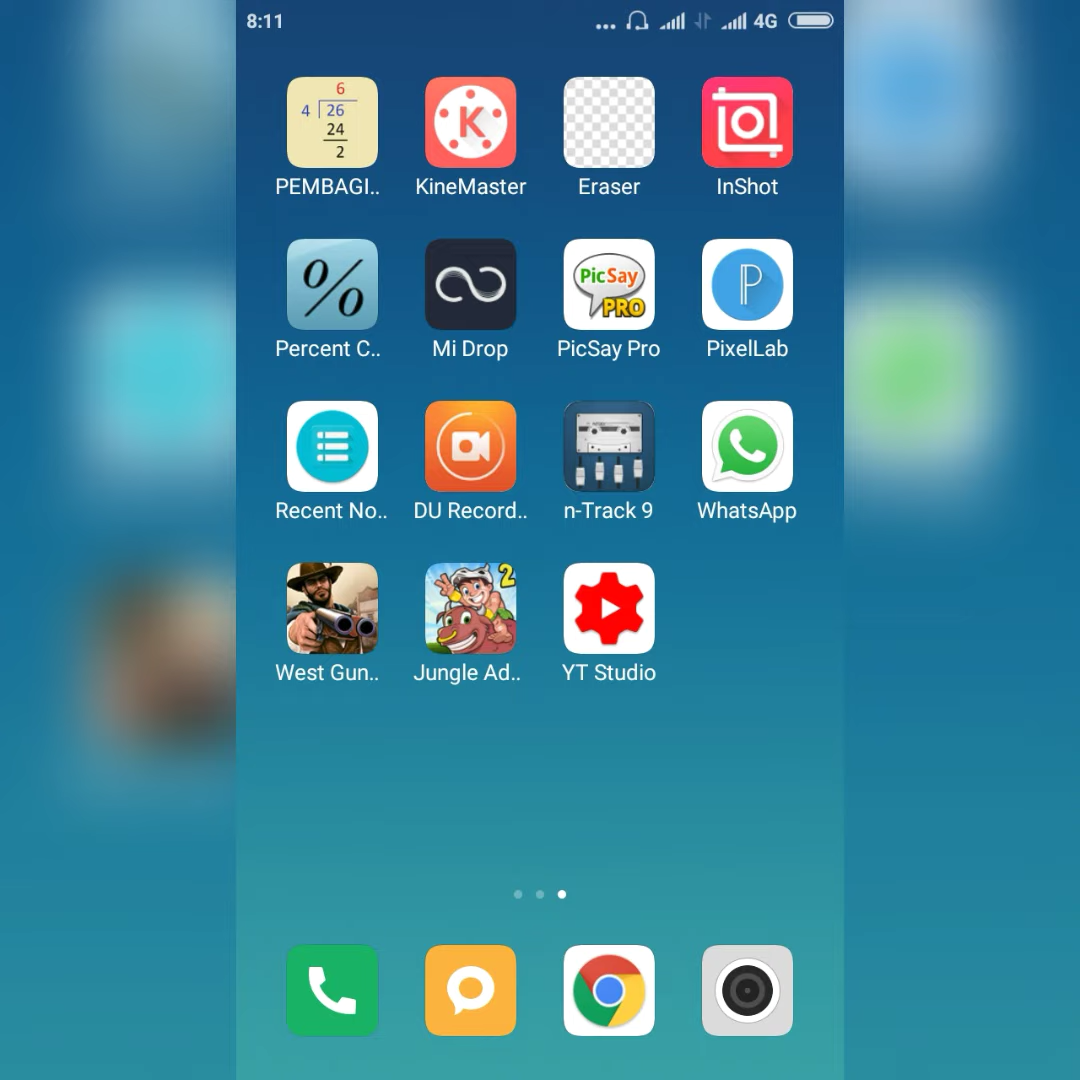 8:11 ... 4G
6
4 26
24
2
K
2
PEMBAGI.. KineMaster Eraser InShot
%
PicSay
PRO
P
Percent C.. Mi Drop PicSay Pro PixelLab
Recent No.. DU Record.. n-Track 9 WhatsApp
West Gun.. Jungle Ad.. YT Studio